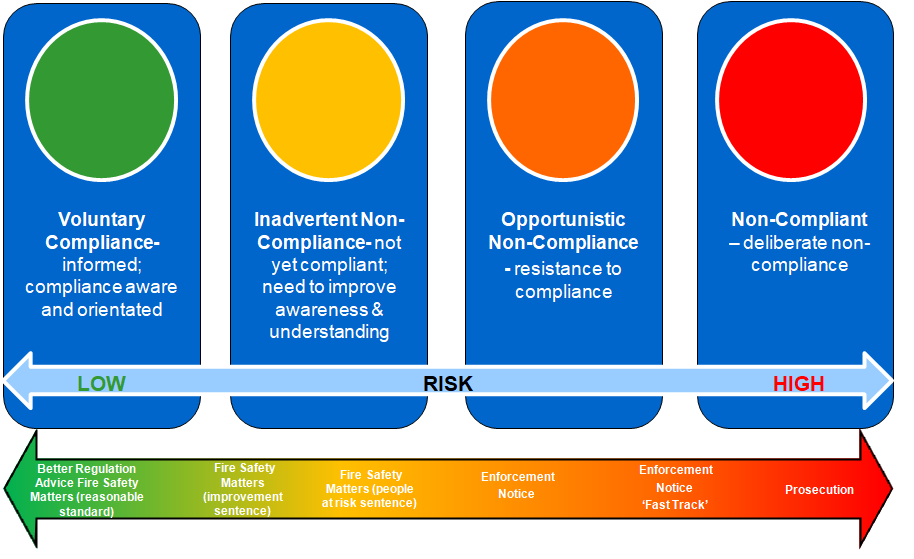 Voluntary
Compliance-
informed;
compliance aware
and orientated
Inadvertent Non-
Compliance- not
yet compliant;
need to improve
awareness &
understanding
Opportunistic
Non-Compliance
- resistance to
compliance
Non-Compliant
– deliberate non-
compliance
LOW
RISK
HIGH
Better Regulation
Advice Fire Safety
Matters (reasonable
standard)
Fire Safety
Matters
(improvement
sentence)
Fire Safety
Matters (people
at risk sentence)
Enforcement
Notice
Enforcement
Notice
‘Fast Track’
Prosecution